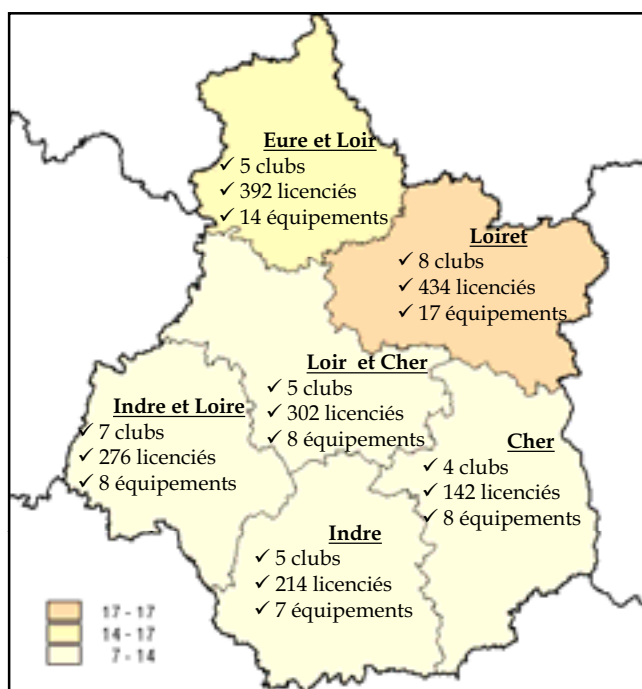 Eure et Loir
✓ 5 clubs
✓ 392 licenciés
✓ 14 équipements
Loiret
✓ 8 clubs
✓ 434 licenciés
✓ 17 équipements
Loir et Cher
✓ 5 clubs
✓ 302 licenciés
✓ 8 équipements
Indre et Loire
✓ 7 clubs
✓ 276 licenciés
✓ 8 équipements
Cher
✓ 4 clubs
✓ 142 licenciés
✓ 8 équipements
Indre
✓ 5 clubs
✓ 214 licenciés
✓ 7 équipements
17 - 17
14 - 17
7 - 14